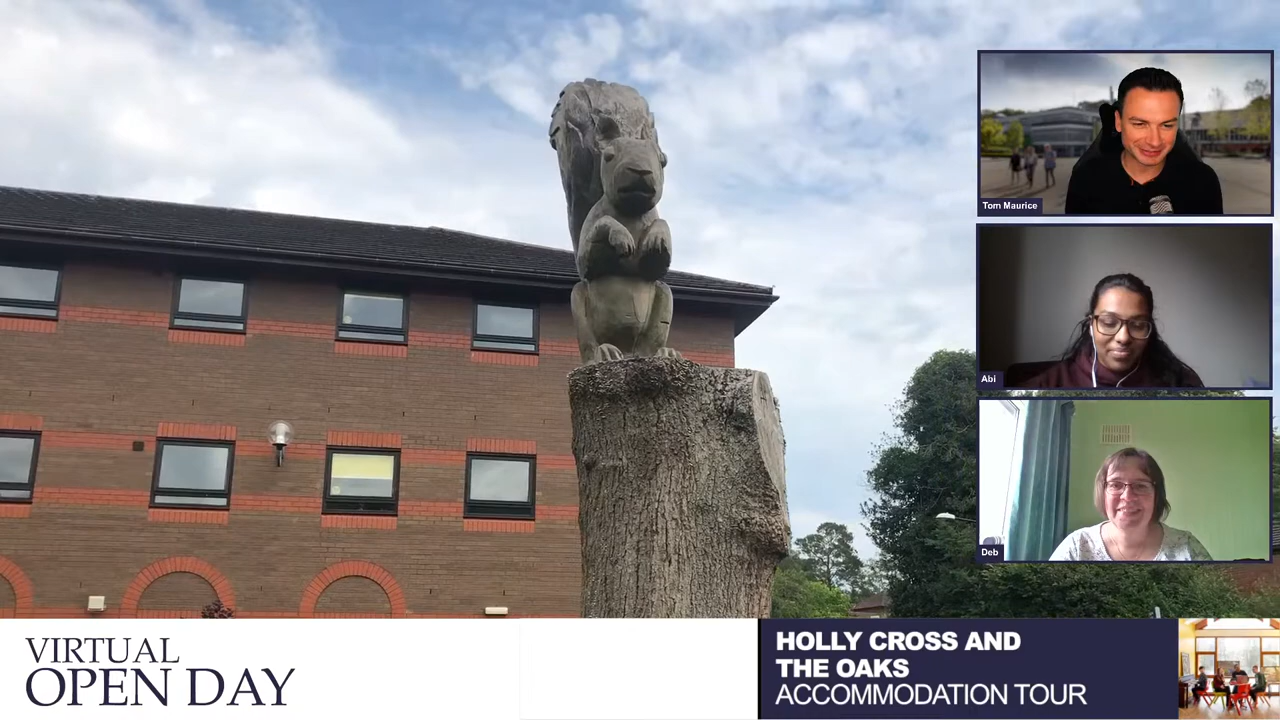 Tom Maurice
Abi
Deb
VIRTUAL
OPEN DAY
HOLLY CROSS AND
THE OAKS
ACCOMMODATION TOUR